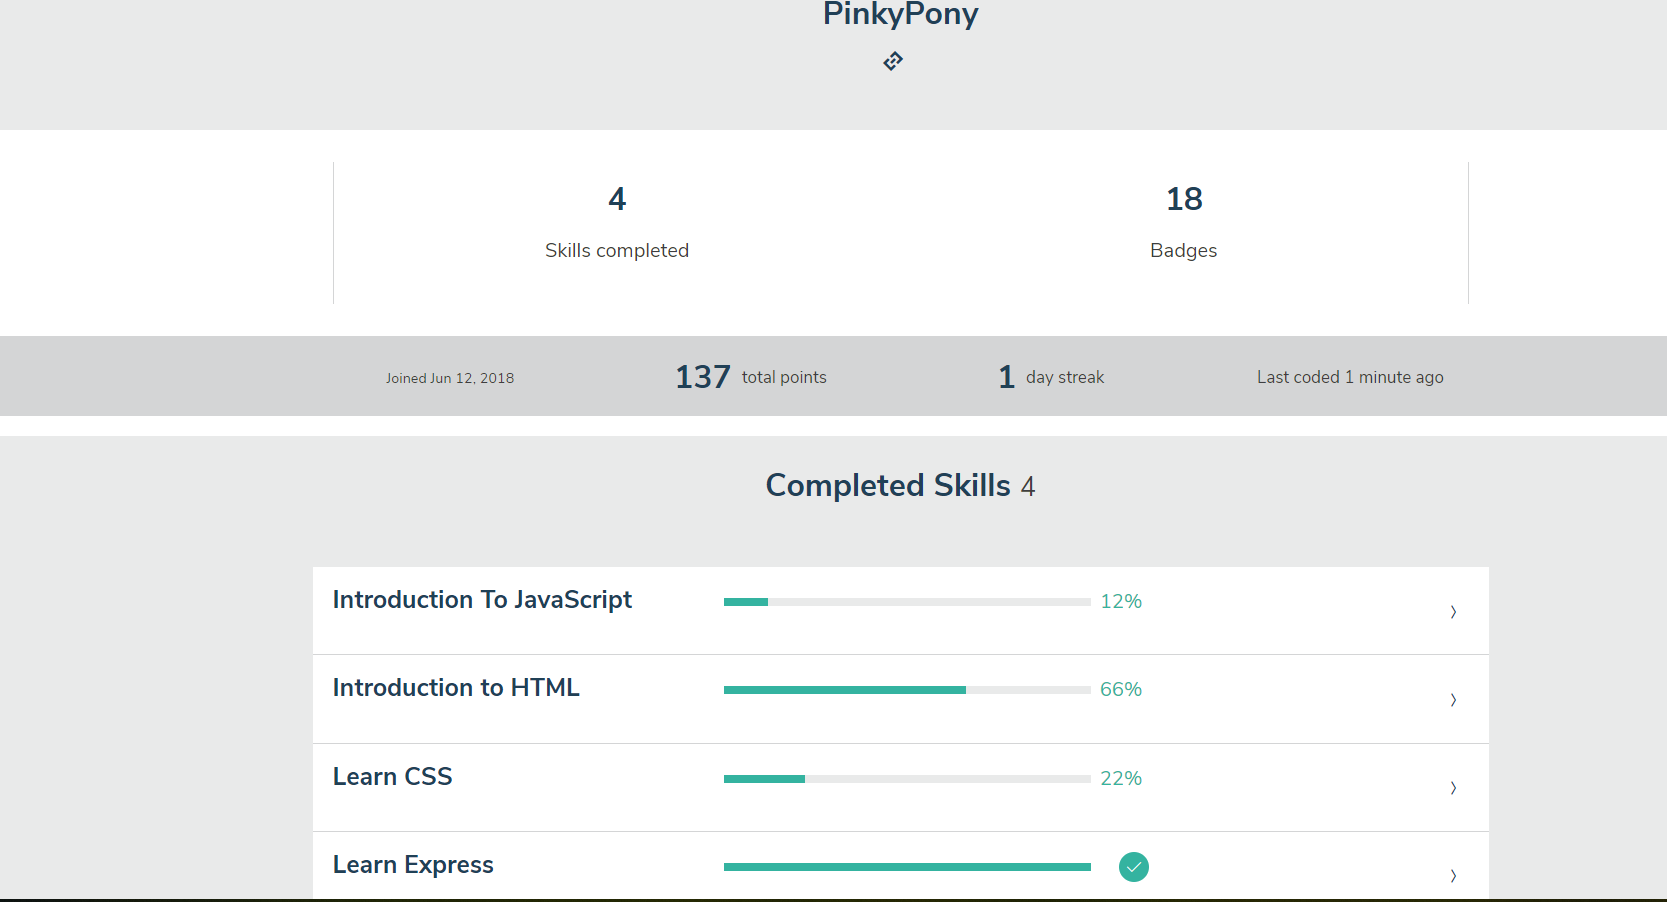 PinkyPony
4
Skills completed
18
Badges
Joined Jun 12, 2018
137 total points
1 day streak
Last coded 1 minute ago
Completed Skills 4
Introduction To JavaScript
12%
Introduction to HTML
66%
Learn CSS
22%
Learn Express